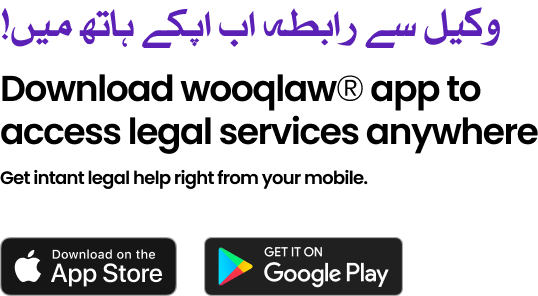 وکیل سے رابطہ اب اپکے ہاتھ میں!
Download wooqlaw® app to
access legal services anywhere
Get intant legal help right from your mobile.
Download on the
App Store
GET IT ON
Google Play